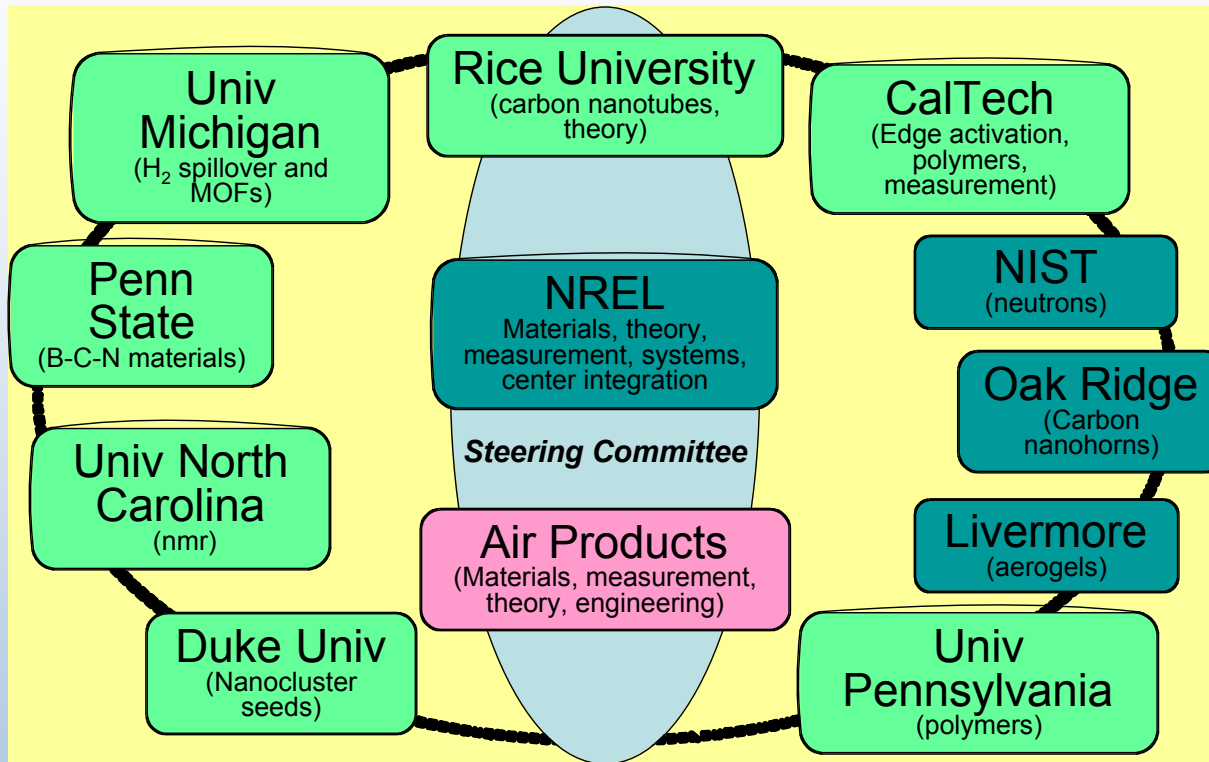 Univ
Michigan
(H₂ spillover and
MOFs)
Rice University
(carbon nanotubes,
theory)
CalTech
(Edge activation,
polymers,
measurement)
Penn
State
(B-C-N materials)
NREL
Materials, theory,
measurement, systems,
center integration
NIST
(neutrons)
Oak Ridge
(Carbon
nanohorns)
Steering Committee
Univ North
Carolina
(nmr)
Air Products
(Materials, measurement,
theory, engineering)
Livermore
(aerogels)
Duke Univ
(Nanocluster
seeds)
Univ
Pennsylvania
(polymers)